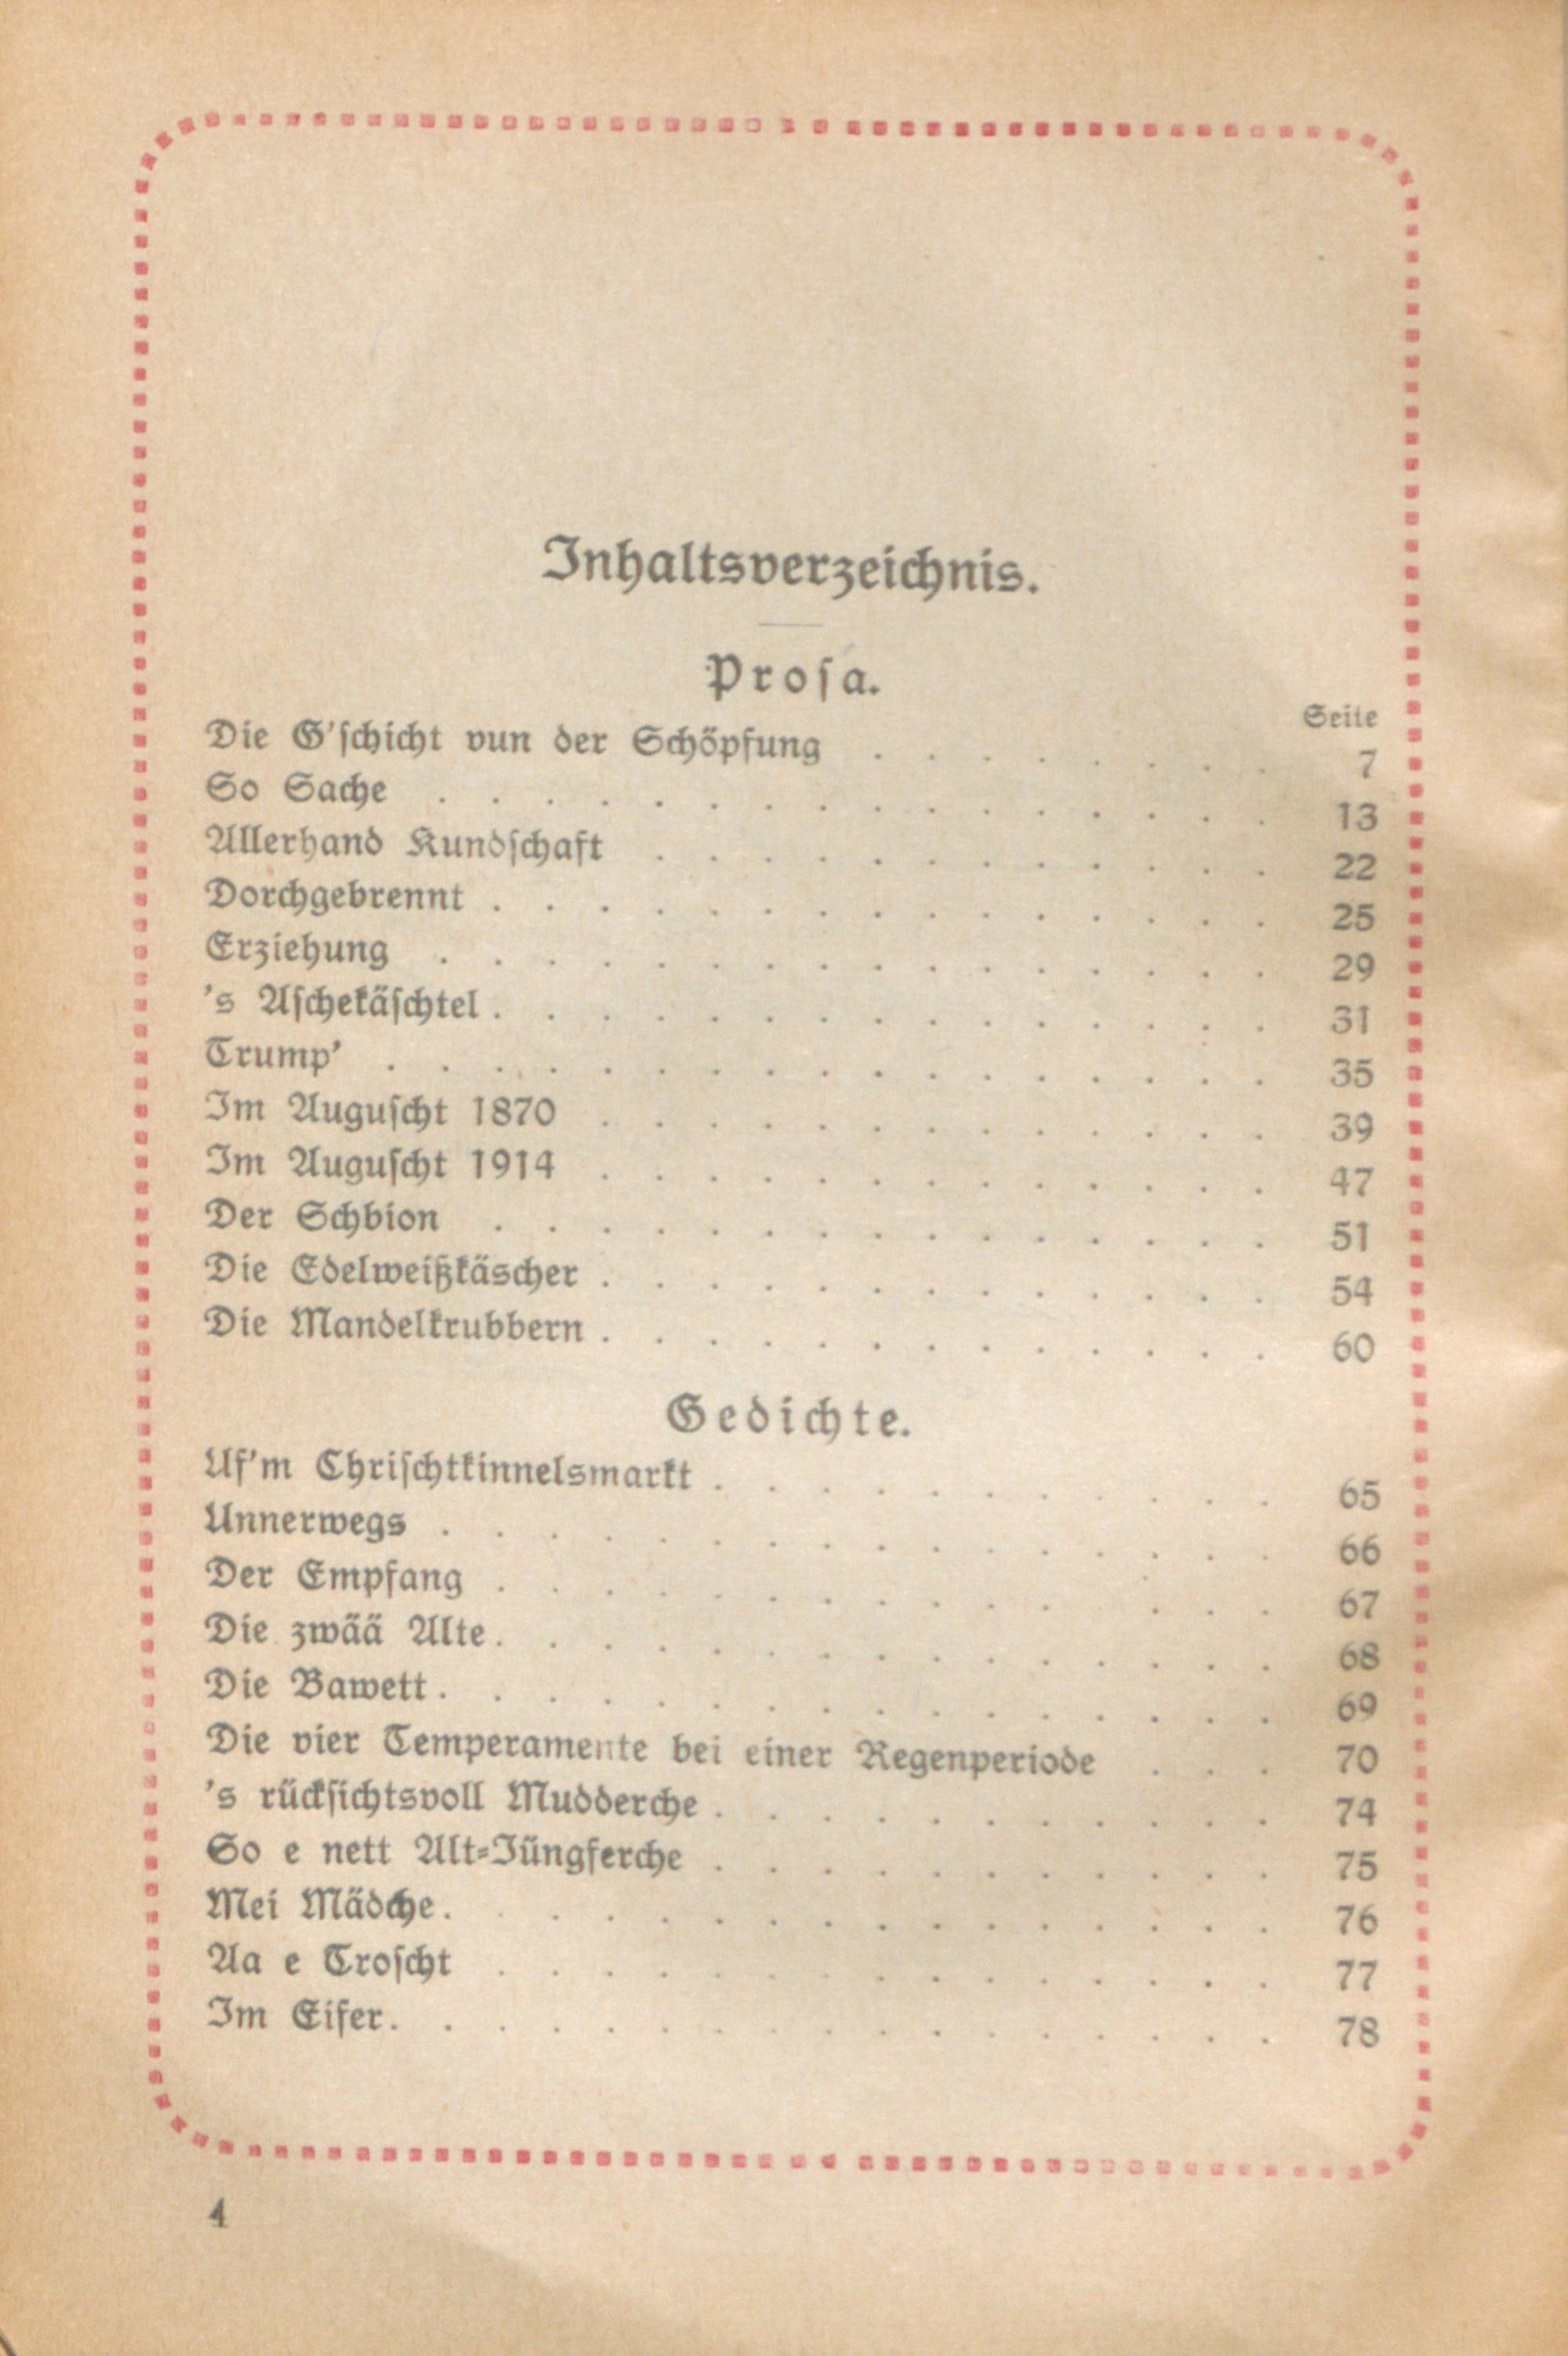 Inhaltsverzeichnis.
Prosa.
Seite
Die G'schicht vun der Schöpfung . . . . . . . . 7
So Sache . . . . . . . . . . . . . . . . 13
Allerhand Kundschaft . . . . . . . . . . . . 22
Dorchgebrennt . . . . . . . . . . . . . . . 25
Erziehung . . . . . . . . . . . . . . . . 29
's Aschekäschtel . . . . . . . . . . . . . . . 31
Trump' . . . . . . . . . . . . . . . . . 35
Im Auguscht 1870 . . . . . . . . . . . . . 39
Im Auguscht 1914 . . . . . . . . . . . . . 47
Der Schbion . . . . . . . . . . . . . . . 51
Die Edelweißkäscher . . . . . . . . . . . . . 54
Die Mandelkrubbern . . . . . . . . . . . . . 60
Gedichte.
Uf'm Chrischtkinnelsmarkt . . . . . . . . . . . 65
Unnerwegs . . . . . . . . . . . . . . . . 66
Der Empfang . . . . . . . . . . . . . . 67
Die zwää Alte . . . . . . . . . . . . . . . 68
Die Bawett . . . . . . . . . . . . . . . . 69
Die vier Temperamente bei einer Regenperiode . . . 70
's rücksichtsvoll Mudderche . . . . . . . . . . . 74
So e nett Alt-Jüngferche . . . . . . . . . . . 75
Mei Mädche . . . . . . . . . . . . . . . . 76
Aa e Troscht . . . . . . . . . . . . . . . 77
Im Eifer . . . . . . . . . . . . . . . . . 78
4